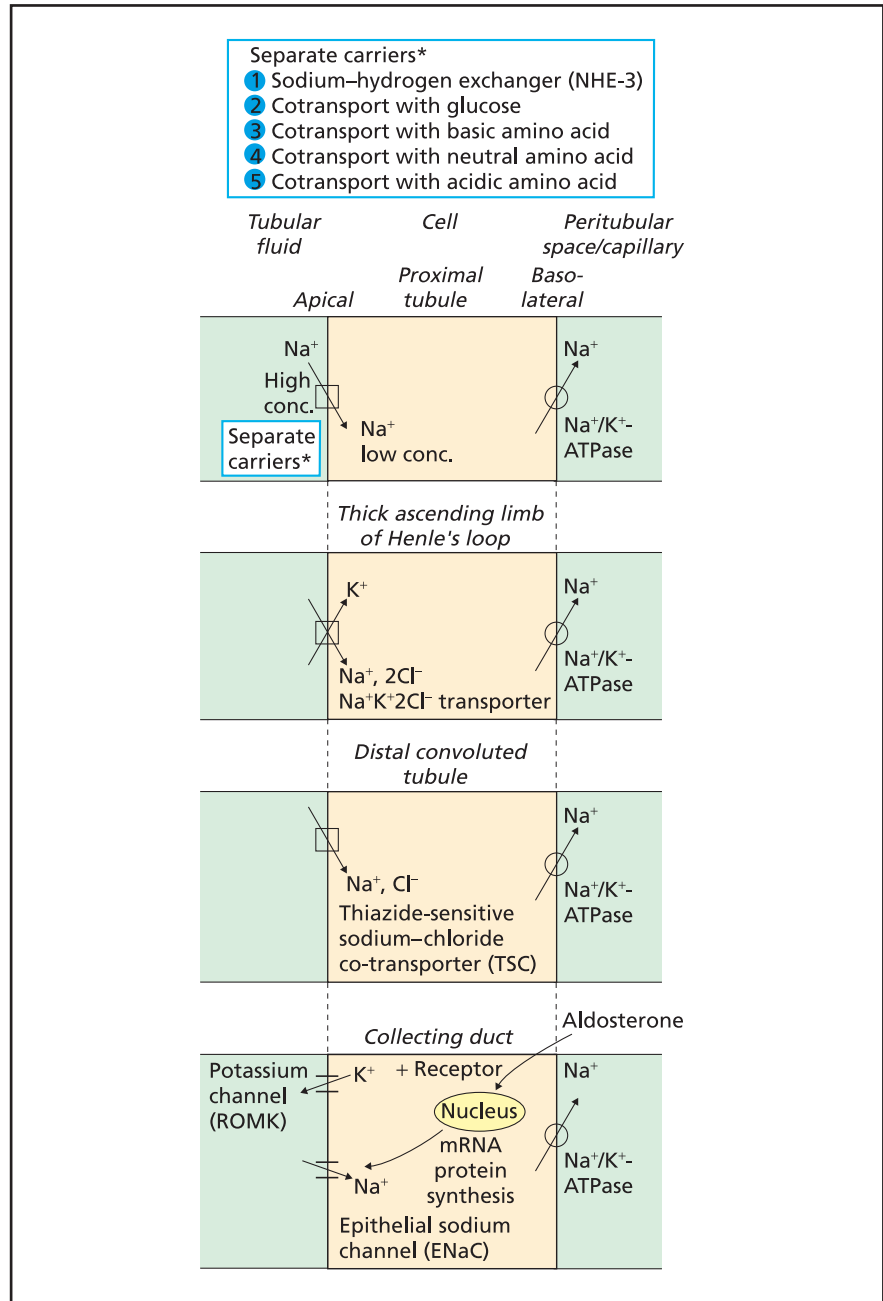 Separate carriers*
1 Sodium–hydrogen exchanger (NHE-3)
2 Cotransport with glucose
3 Cotransport with basic amino acid
4 Cotransport with neutral amino acid
5 Cotransport with acidic amino acid
Tubular
fluid
Cell
Peritubular
space/capillary
Apical
Proximal
tubule
Baso-
lateral
Na⁺
High
conc.
Separate
carriers*
Na⁺
low conc.
Na⁺
Na⁺/K⁺-
ATPase
Thick ascending limb
of Henle's loop
K⁺
Na⁺, 2Cl⁻
Na⁺K⁺2Cl⁻ transporter
Na⁺
Na⁺/K⁺-
ATPase
Distal convoluted
tubule
Na⁺, Cl⁻
Thiazide-sensitive
sodium–chloride
co-transporter (TSC)
Na⁺
Na⁺/K⁺-
ATPase
Collecting duct
Aldosterone
Potassium
channel
(ROMK)
K⁺
+ Receptor
Nucleus
mRNA
protein
synthesis
Na⁺
Epithelial sodium
channel (ENaC)
Na⁺
Na⁺/K⁺-
ATPase